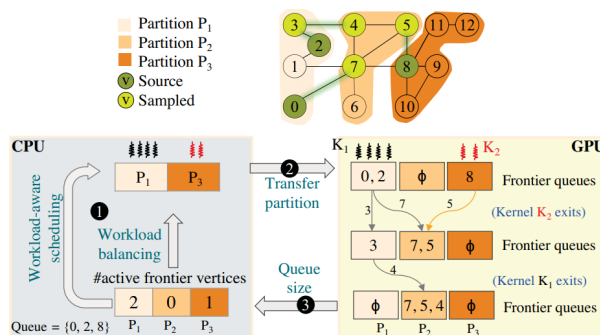 Partition P1
Partition P2
Partition P3
V Source
V Sampled
3 4 5 11 12
2
1 7 8 9
0 6 10
CPU
P1 P3
1
Workload-aware
scheduling
Workload
balancing
#active frontier vertices
2 0 1
Queue = {0, 2, 8} P1 P2 P3
2
Transfer
partition
Queue
size
3
GPU
K1 K2
0, 2 ϕ 8 Frontier queues
3 7 5
(Kernel K2 exits)
3 7, 5 ϕ Frontier queues
4
(Kernel K1 exits)
ϕ 7, 5, 4 ϕ Frontier queues
P1 P2 P3